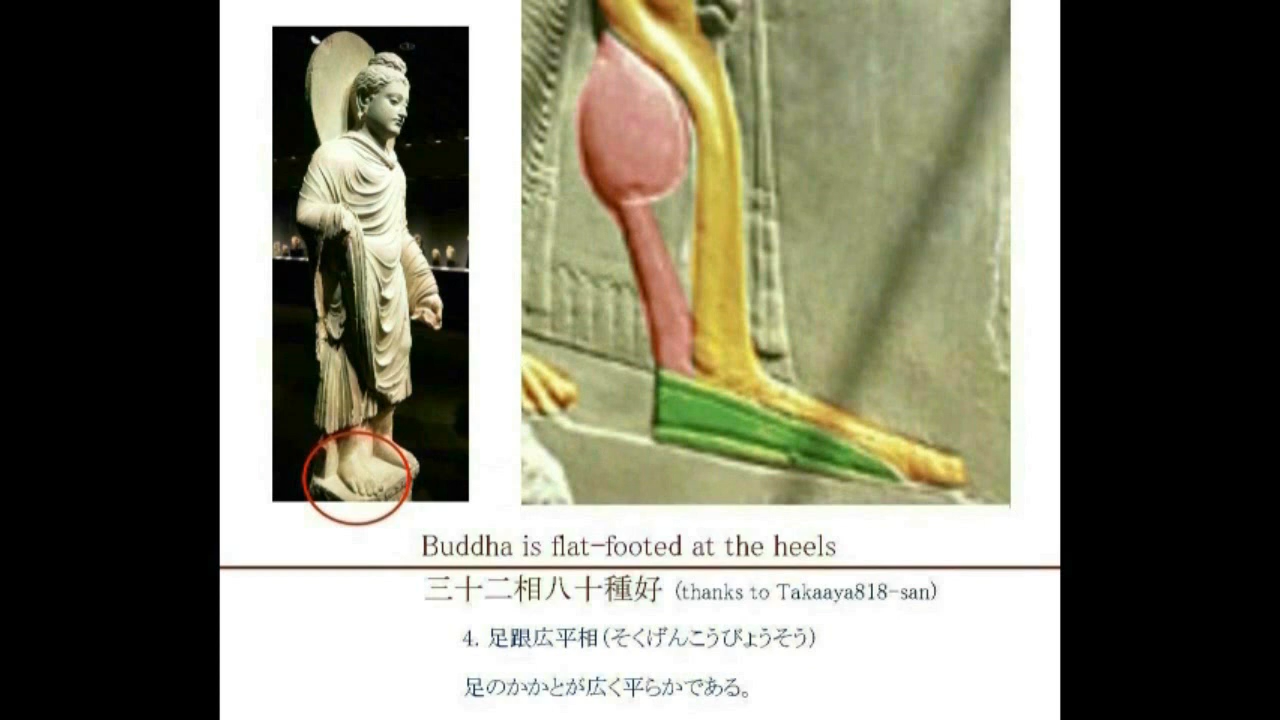 Buddha is flat-footed at the heels
三十二相八十種好 (thanks to Takaaya818-san)
4. 足跟広平相(そくげんこうびょうそう)
足のかかとが広く平らかである。